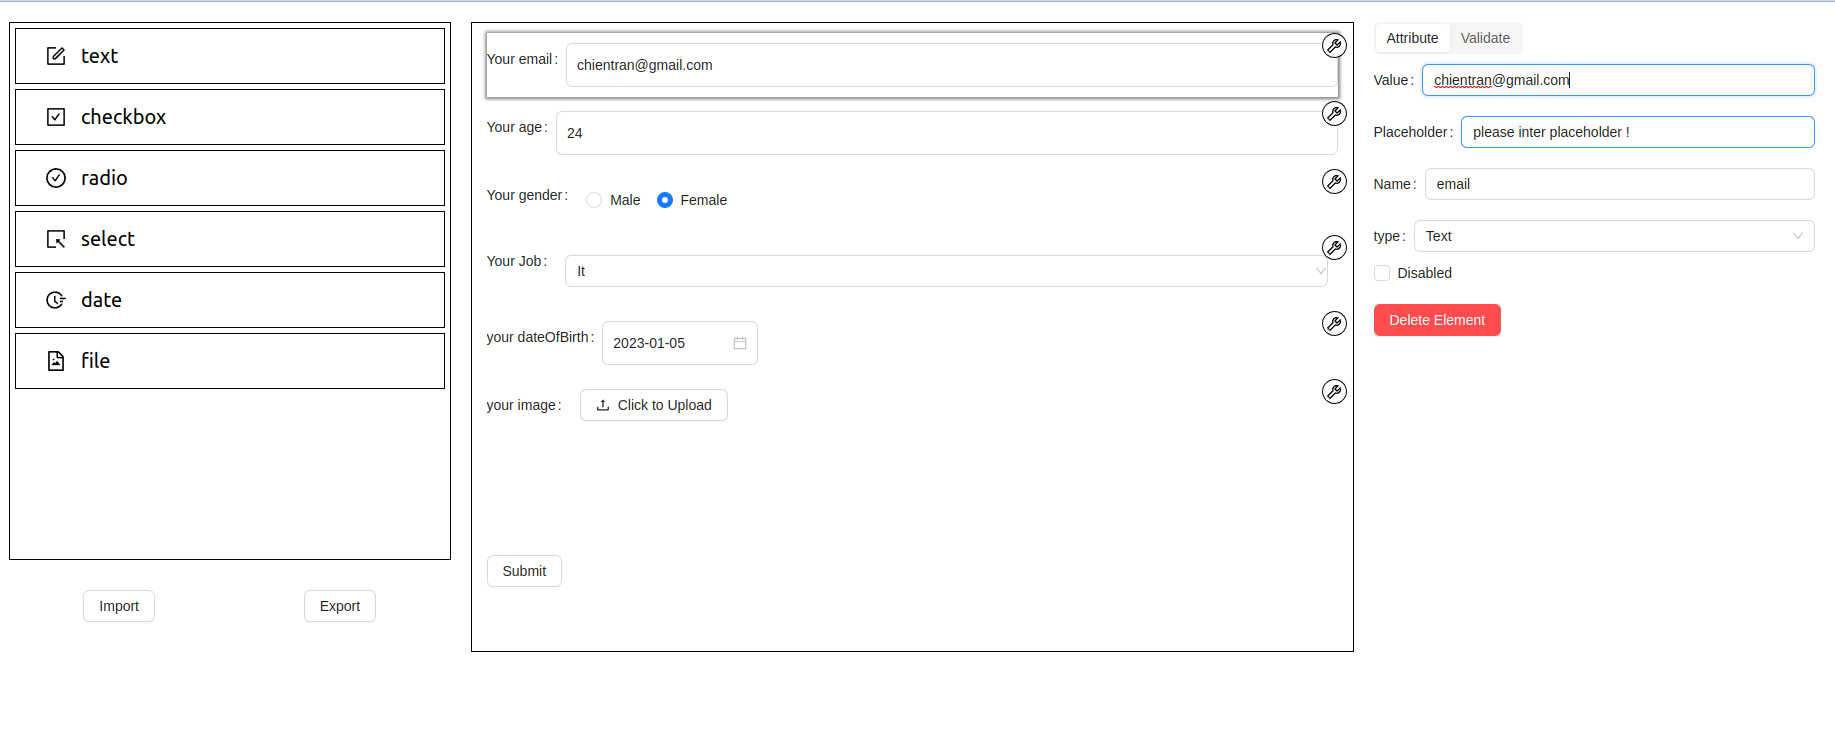 text
checkbox
radio
select
date
file
Import
Export
Your email :
chientran@gmail.com
Your age :
24
Your gender :
Male
Female
Your Job :
It
your dateOfBirth :
2023-01-05
your image :
Click to Upload
Submit
Attribute
Validate
Value :
chientran@gmail.com
Placeholder :
please inter placeholder !
Name :
email
type :
Text
Disabled
Delete Element